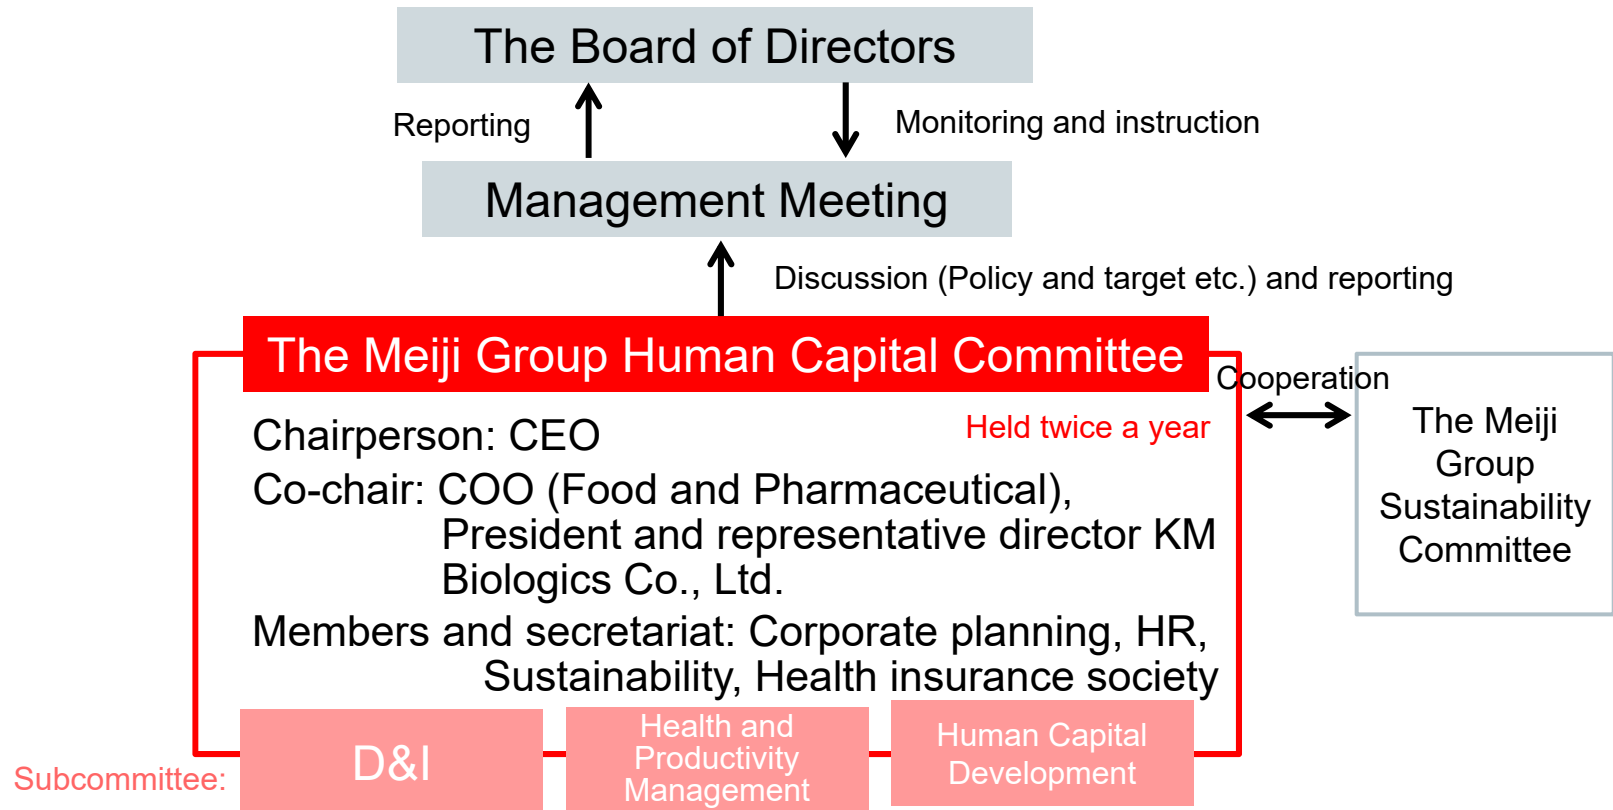 The Board of Directors
Reporting
Monitoring and instruction
Management Meeting
Discussion (Policy and target etc.) and reporting
The Meiji Group Human Capital Committee
Cooperation
Held twice a year
Chairperson: CEO
Co-chair: COO (Food and Pharmaceutical),
President and representative director KM
Biologics Co., Ltd.
Members and secretariat: Corporate planning, HR,
Sustainability, Health insurance society
The Meiji
Group
Sustainability
Committee
Subcommittee:
D&I
Health and
Productivity
Management
Human Capital
Development